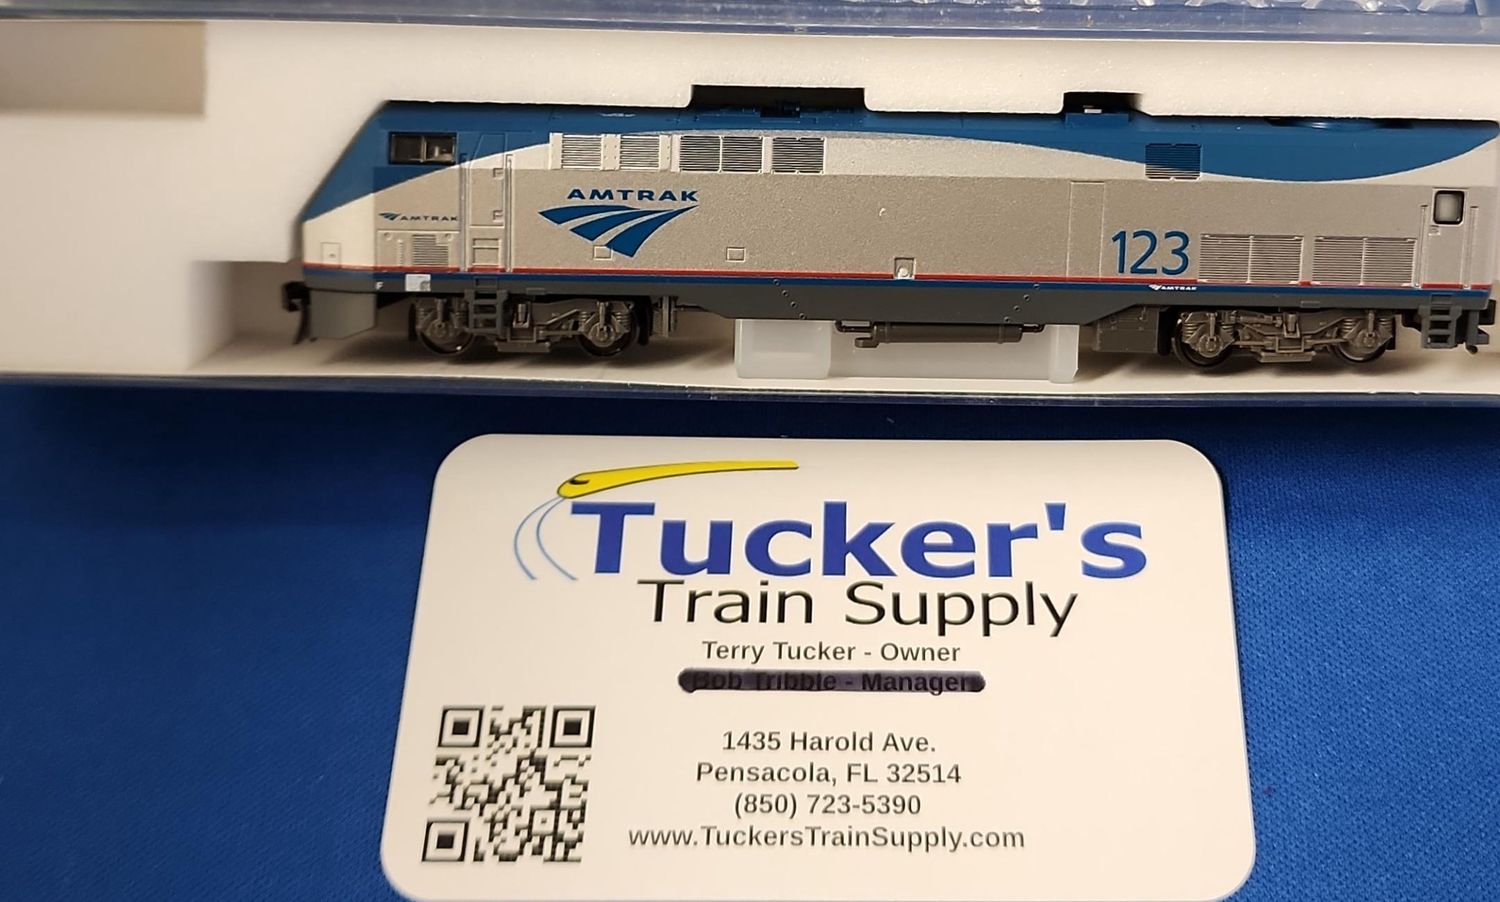 AMTRAK
AMTRAK
123
F
AMTRAK
Tucker's
Train Supply
Terry Tucker - Owner
Bob Tribble - Manager
1435 Harold Ave.
Pensacola, FL 32514
(850) 723-5390
www.TuckersTrainSupply.com